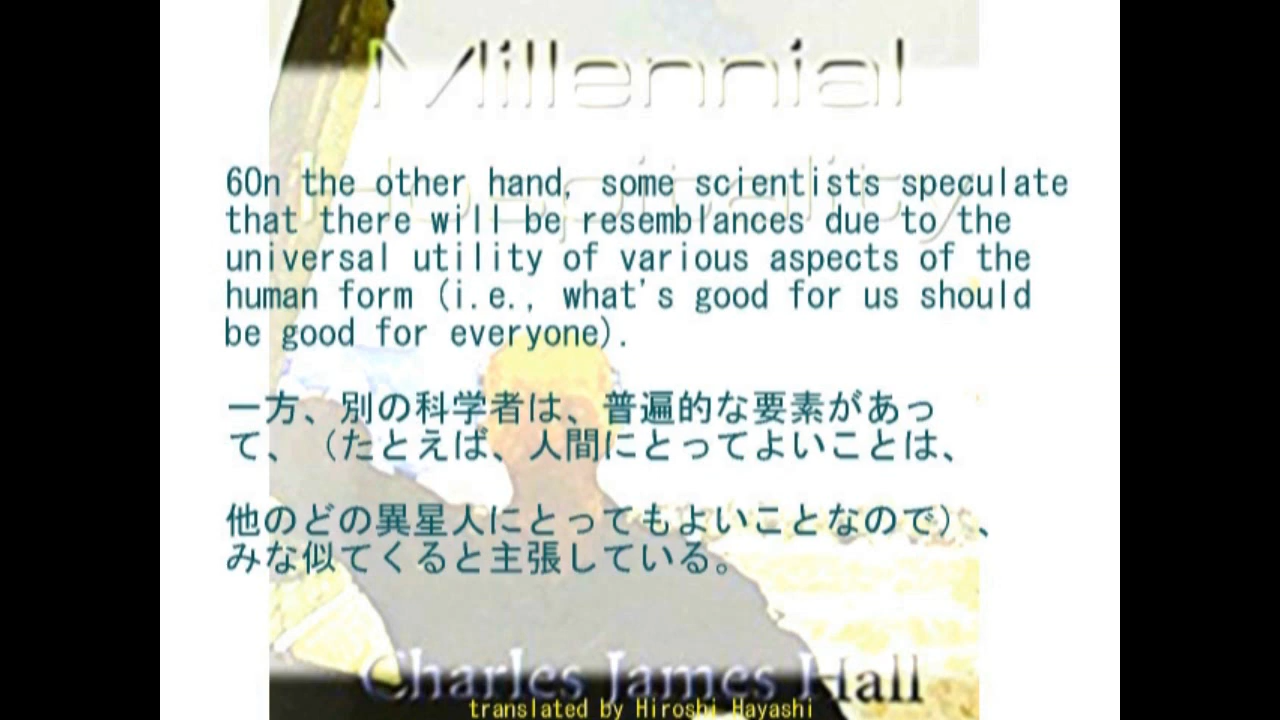 Millennial
Hospitality
6On the other hand, some scientists speculate
that there will be resemblances due to the
universal utility of various aspects of the
human form (i.e., what's good for us should
be good for everyone).
一方、別の科学者は、普遍的な要素があっ
て、（たとえば、人間にとってよいことは、
他のどの異星人にとってもよいことなので）、
みな似てくると主張している。
Charles James Hall
translated by Hiroshi Hayashi